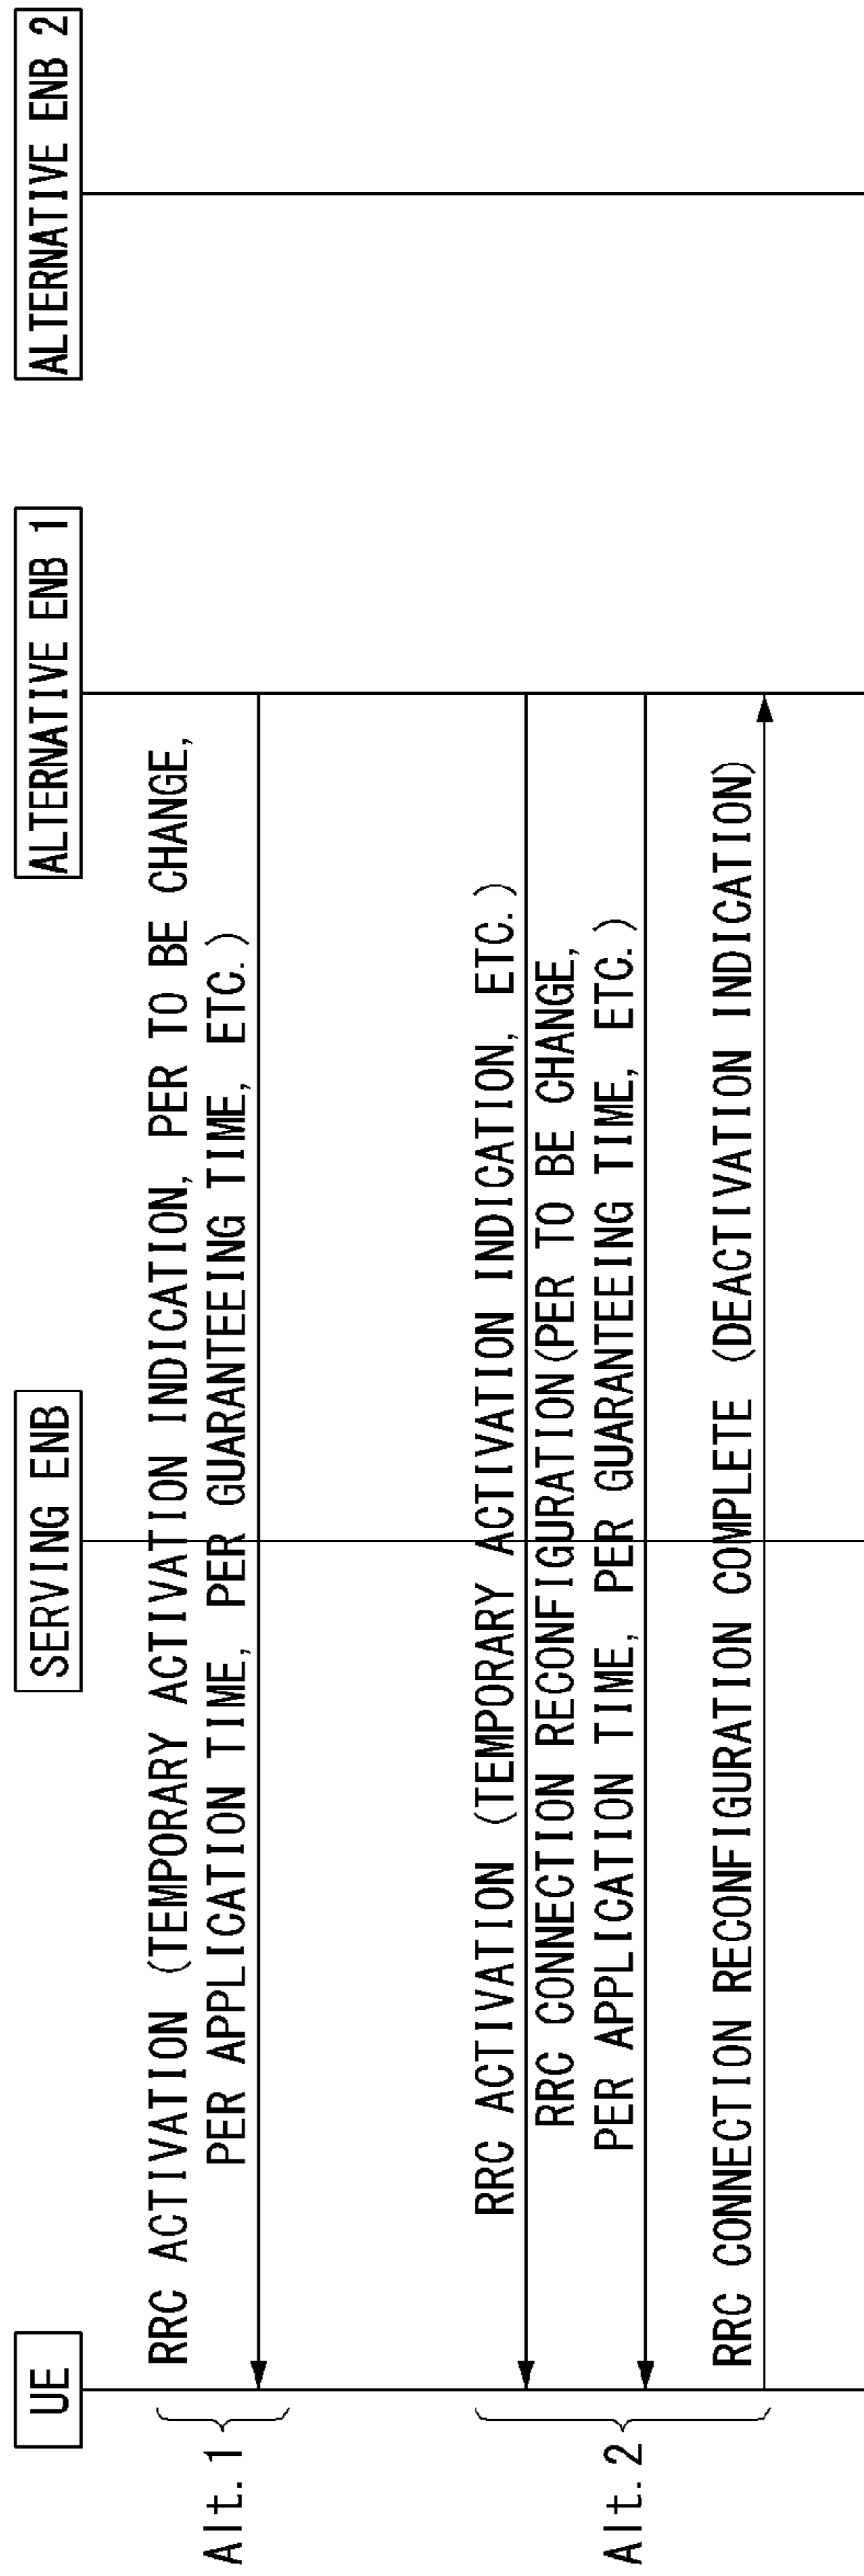 UE
SERVING ENB
ALTERNATIVE ENB 1
ALTERNATIVE ENB 2
Alt. 1
RRC ACTIVATION (TEMPORARY ACTIVATION INDICATION, PER TO BE CHANGE,
PER APPLICATION TIME, PER GUARANTEEING TIME, ETC.)
Alt. 2
RRC ACTIVATION (TEMPORARY ACTIVATION INDICATION, ETC.)
RRC CONNECTION RECONFIGURATION(PER TO BE CHANGE,
PER APPLICATION TIME, PER GUARANTEEING TIME, ETC.)
RRC CONNECTION RECONFIGURATION COMPLETE (DEACTIVATION INDICATION)